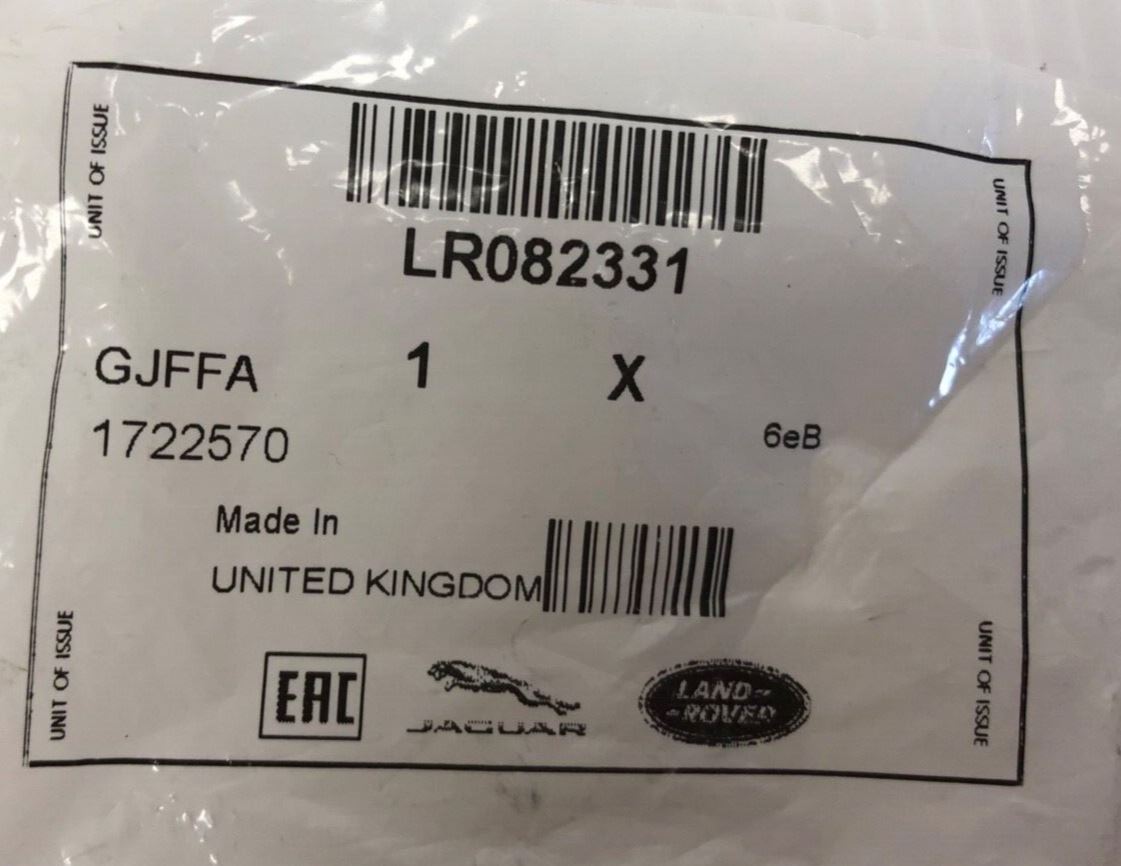 UNIT OF ISSUE
UNIT OF ISSUE
LR082331
GJFFA 1 X
1722570 6eB
Made In
UNITED KINGDOM
UNIT OF ISSUE
UNIT OF ISSUE
EAC
JAGUAR
LAND-
-ROVER